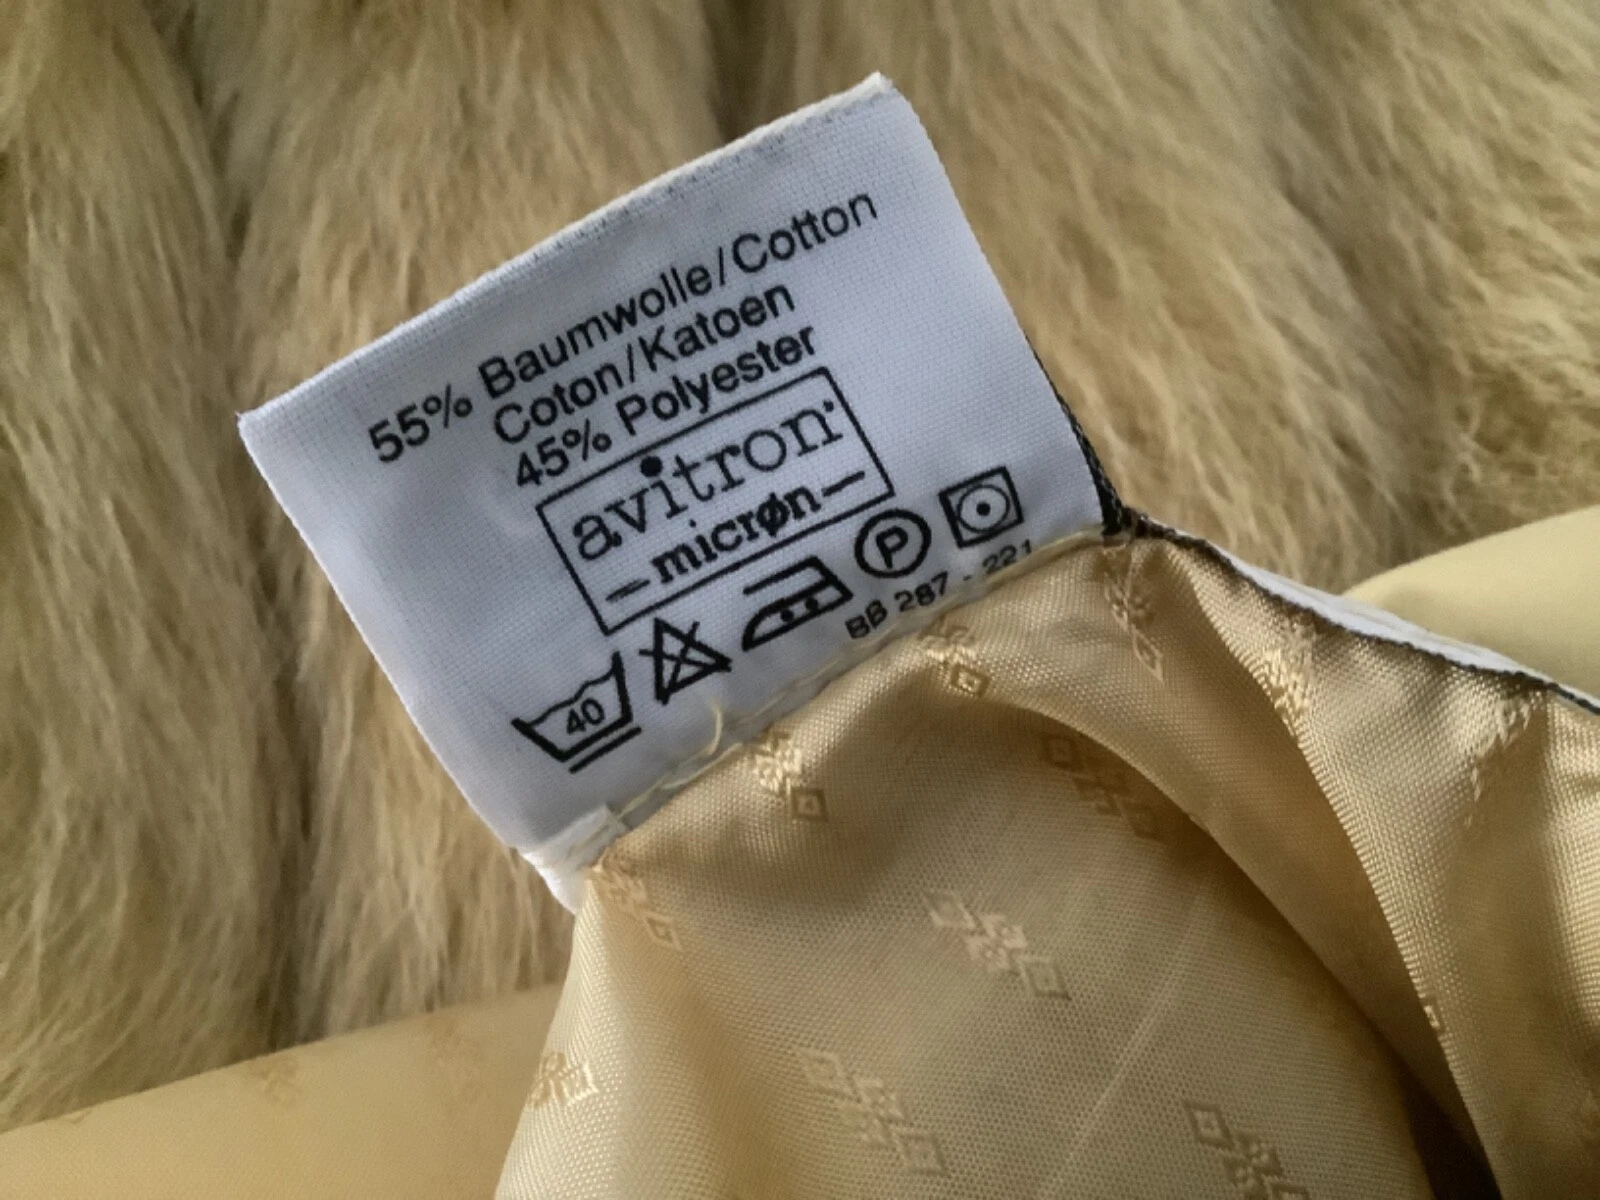 55% Baumwolle/Cotton
Coton/Katoen
45% Polyester
avitron
—micrøn—
40
P
BB 287 - 221